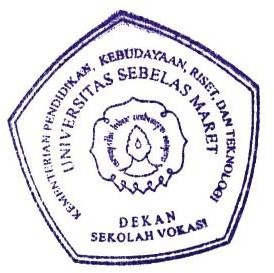 KEMENTERIAN PENDIDIKAN, KEBUDAYAAN, RISET, DAN TEKNOLOGI
UNIVERSITAS SEBELAS MARET
DEKAN
SEKOLAH VOKASI